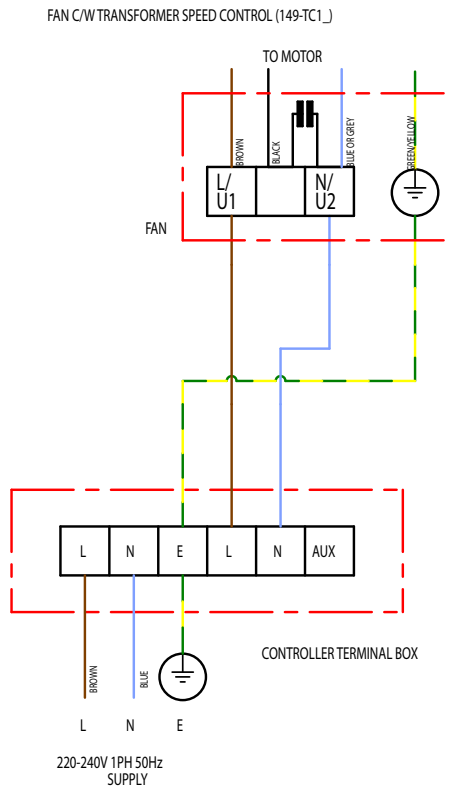 FAN C/W TRANSFORMER SPEED CONTROL (149-TC1_)
TO MOTOR
BROWN
BLACK
BLUE OR GREY
GREEN/YELLOW
L/
U1
N/
U2
FAN
L N E L N AUX
CONTROLLER TERMINAL BOX
BROWN
BLUE
L N E
220-240V 1PH 50Hz
SUPPLY